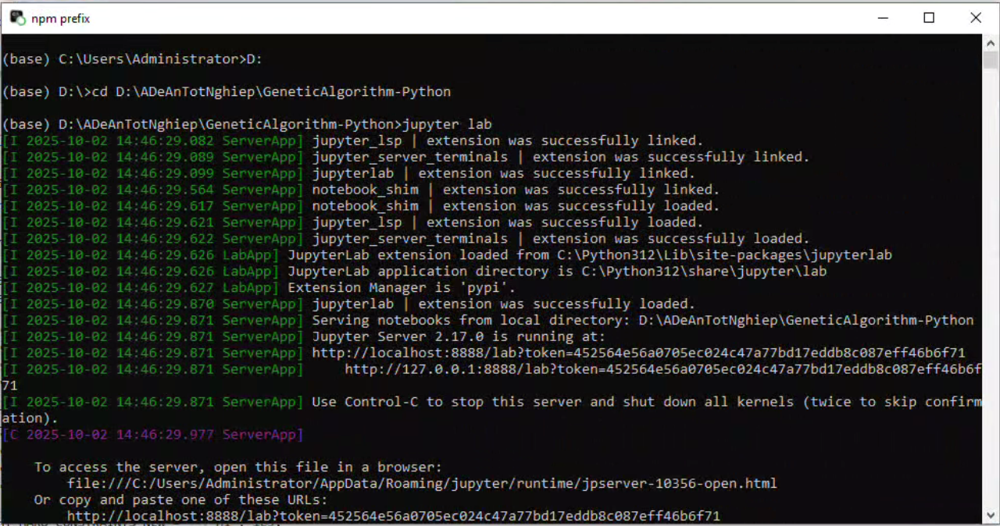 npm prefix
(base) C:\Users\Administrator>D:
(base) D:\>cd D:\ADeAnTotNghiep\GeneticAlgorithm-Python
(base) D:\ADeAnTotNghiep\GeneticAlgorithm-Python>jupyter lab
[I 2025-10-02 14:46:29.082 ServerApp] jupyter_lsp | extension was successfully linked.
[I 2025-10-02 14:46:29.089 ServerApp] jupyter_server_terminals | extension was successfully linked.
[I 2025-10-02 14:46:29.099 ServerApp] jupyterlab | extension was successfully linked.
[I 2025-10-02 14:46:29.564 ServerApp] notebook_shim | extension was successfully linked.
[I 2025-10-02 14:46:29.617 ServerApp] notebook_shim | extension was successfully loaded.
[I 2025-10-02 14:46:29.621 ServerApp] jupyter_lsp | extension was successfully loaded.
[I 2025-10-02 14:46:29.622 ServerApp] jupyter_server_terminals | extension was successfully loaded.
[I 2025-10-02 14:46:29.626 LabApp] JupyterLab extension loaded from C:\Python312\Lib\site-packages\jupyterlab
[I 2025-10-02 14:46:29.626 LabApp] JupyterLab application directory is C:\Python312\share\jupyter\lab
[I 2025-10-02 14:46:29.627 LabApp] Extension Manager is 'pypi'.
[I 2025-10-02 14:46:29.870 ServerApp] jupyterlab | extension was successfully loaded.
[I 2025-10-02 14:46:29.871 ServerApp] Serving notebooks from local directory: D:\ADeAnTotNghiep\GeneticAlgorithm-Python
[I 2025-10-02 14:46:29.871 ServerApp] Jupyter Server 2.17.0 is running at:
[I 2025-10-02 14:46:29.871 ServerApp] http://localhost:8888/lab?token=452564e56a0705ec024c47a77bd17eddb8c087eff46b6f71
[I 2025-10-02 14:46:29.871 ServerApp]     http://127.0.0.1:8888/lab?token=452564e56a0705ec024c47a77bd17eddb8c087eff46b6f
71
[I 2025-10-02 14:46:29.871 ServerApp] Use Control-C to stop this server and shut down all kernels (twice to skip confirm
ation).
[C 2025-10-02 14:46:29.977 ServerApp]
To access the server, open this file in a browser:
file:///C:/Users/Administrator/AppData/Roaming/jupyter/runtime/jpserver-10356-open.html
Or copy and paste one of these URLs:
http://localhost:8888/lab?token=452564e56a0705ec024c47a77bd17eddb8c087eff46b6f71